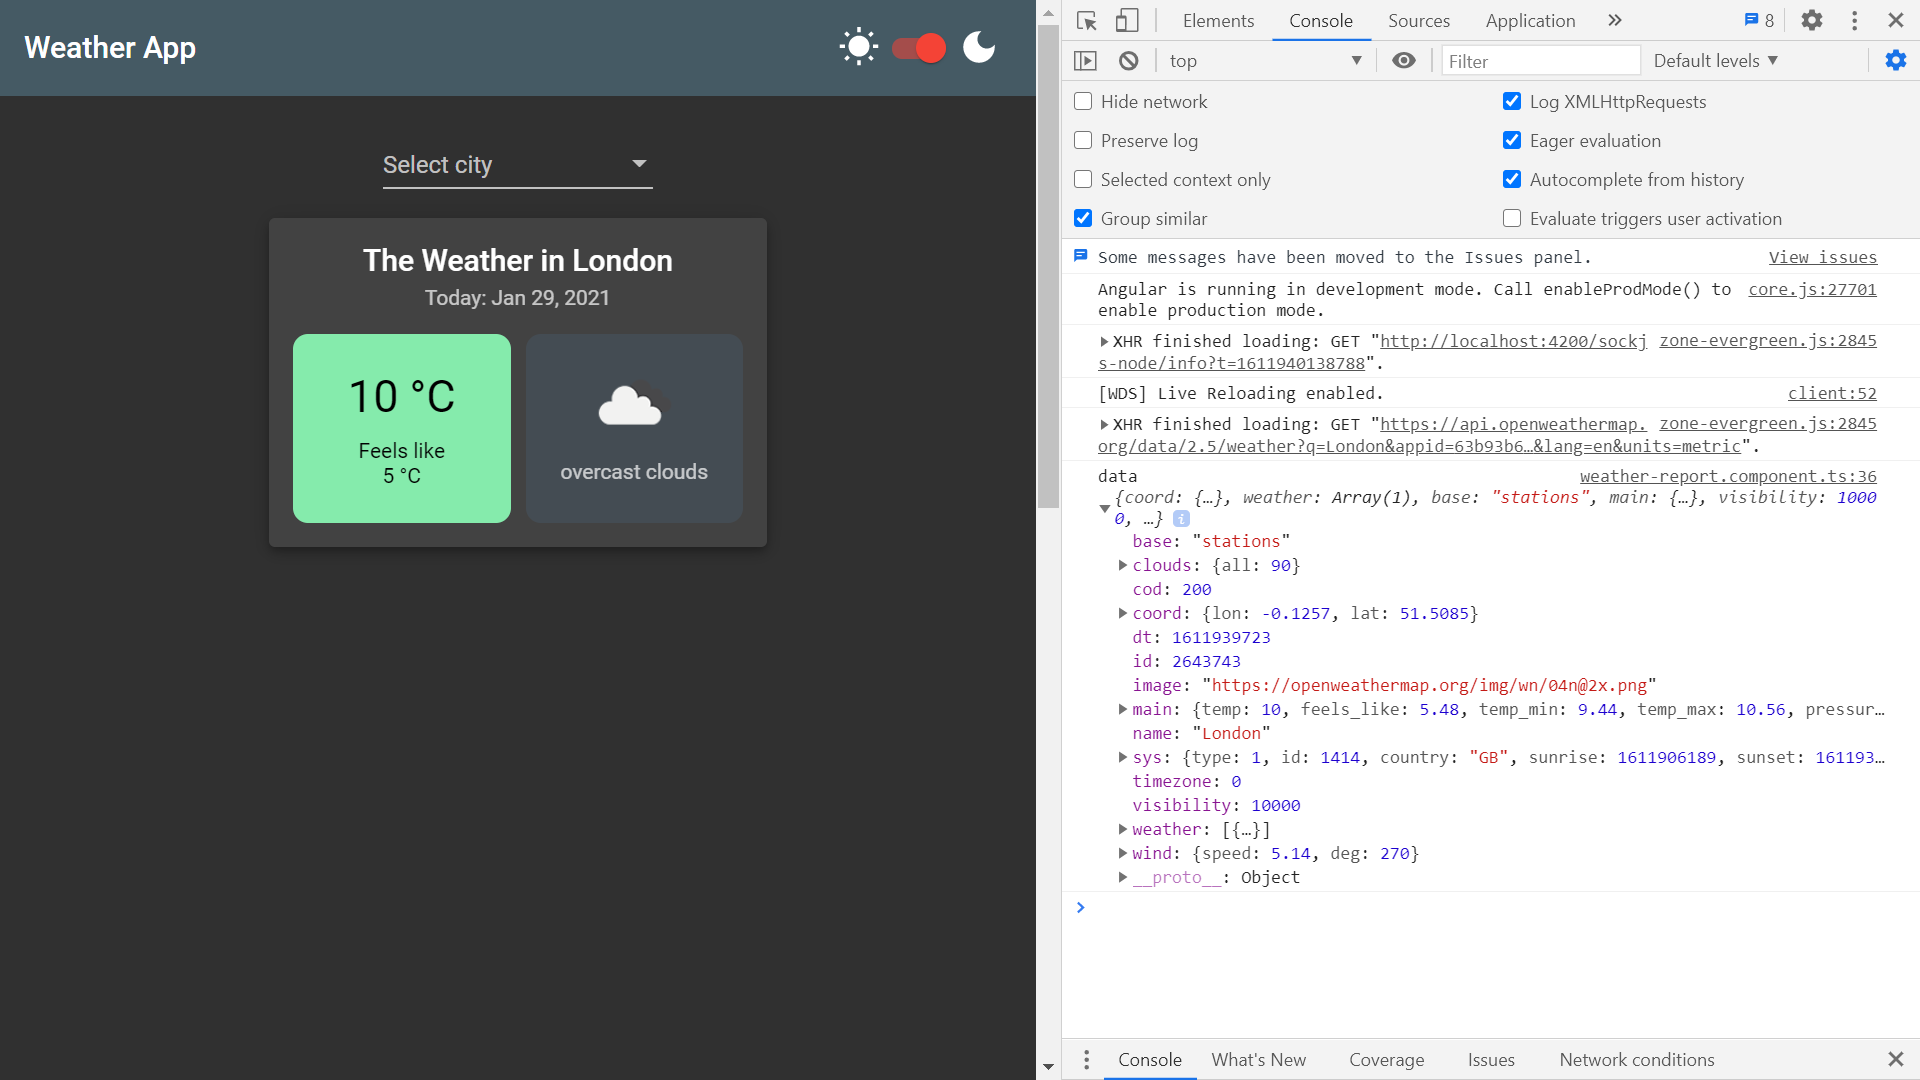 Weather App
Select city
The Weather in London
Today: Jan 29, 2021
10 °C
Feels like
5 °C
overcast clouds
Elements Console Sources Application 8
top Filter Default levels
Hide network Log XMLHttpRequests
Preserve log Eager evaluation
Selected context only Autocomplete from history
Group similar Evaluate triggers user activation
Some messages have been moved to the Issues panel. View issues
Angular is running in development mode. Call enableProdMode() to core.js:27701
enable production mode.
XHR finished loading: GET "http://localhost:4200/sockj zone-evergreen.js:2845
s-node/info?t=1611940138788".
[WDS] Live Reloading enabled. client:52
XHR finished loading: GET "https://api.openweathermap. zone-evergreen.js:2845
org/data/2.5/weather?q=London&appid=63b93b6…&lang=en&units=metric".
data weather-report.component.ts:36
{coord: {…}, weather: Array(1), base: "stations", main: {…}, visibility: 1000
0, …}
base: "stations"
clouds: {all: 90}
cod: 200
coord: {lon: -0.1257, lat: 51.5085}
dt: 1611939723
id: 2643743
image: "https://openweathermap.org/img/wn/04n@2x.png"
main: {temp: 10, feels_like: 5.48, temp_min: 9.44, temp_max: 10.56, pressur…
name: "London"
sys: {type: 1, id: 1414, country: "GB", sunrise: 1611906189, sunset: 161193…
timezone: 0
visibility: 10000
weather: [{…}]
wind: {speed: 5.14, deg: 270}
__proto__: Object
Console What's New Coverage Issues Network conditions